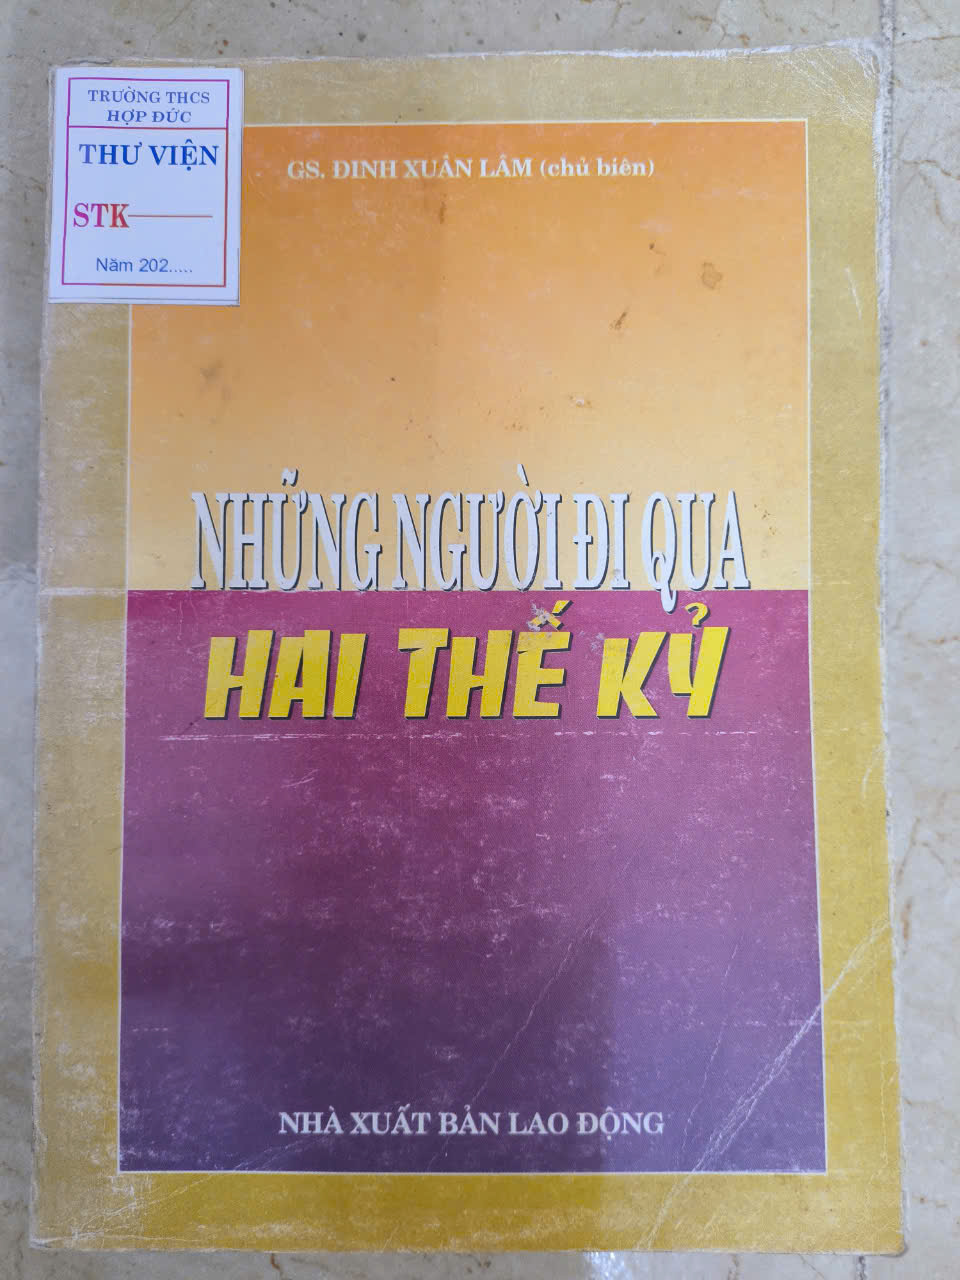 TRƯỜNG THCS
HỢP ĐỨC
THƯ VIỆN
STK
Năm 202.....
GS. ĐINH XUÂN LÂM (chủ biên)
NHỮNG NGƯỜI ĐI QUA
HAI THẾ KỶ
NHÀ XUẤT BẢN LAO ĐỘNG